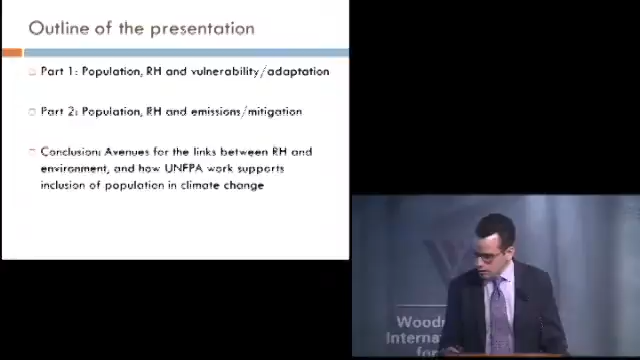 Outline of the presentation
Part 1: Population, RH and vulnerability/adaptation
Part 2: Population, RH and emissions/mitigation
Conclusion: Avenues for the links between RH and
environment, and how UNFPA work supports
inclusion of population in climate change
Woodr
Internat
for